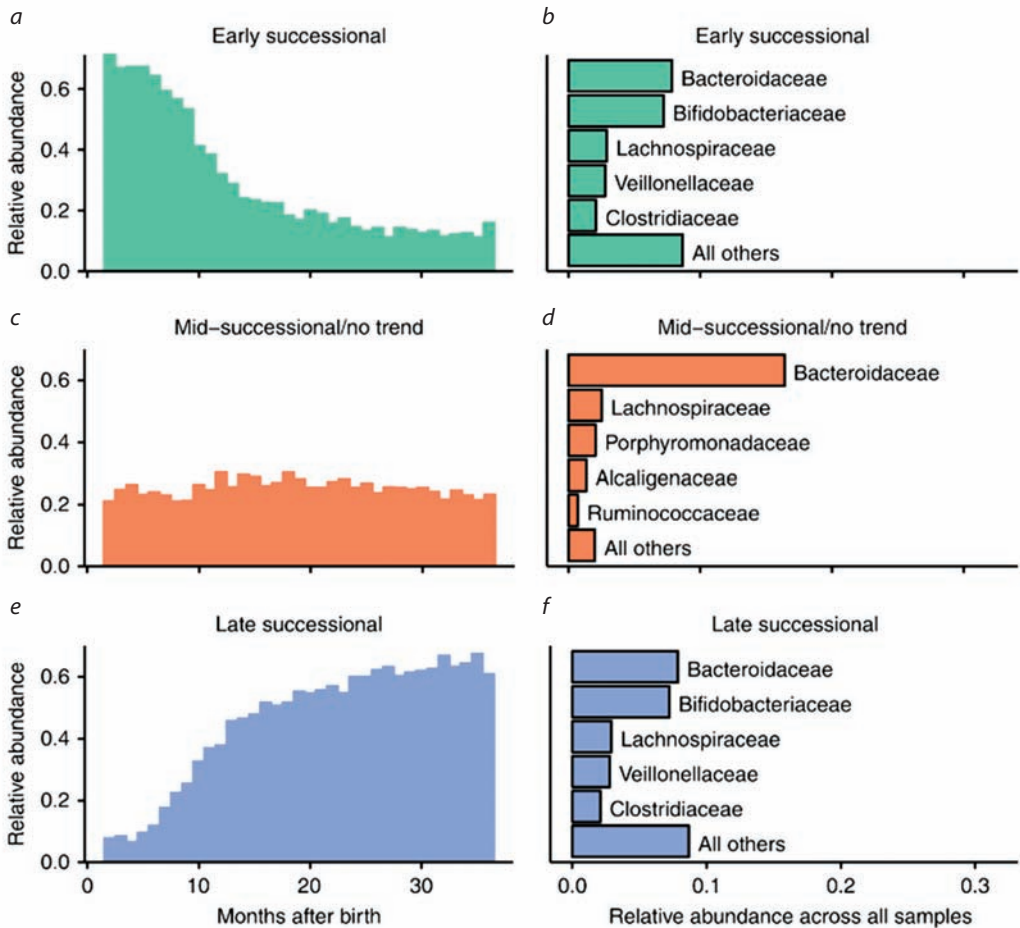 a
Early successional
Relative abundance
0.6
0.4
0.2
0.0
0
10
20
30
b
Early successional
Bacteroidaceae
Bifidobacteriaceae
Lachnospiraceae
Veillonellaceae
Clostridiaceae
All others
c
Mid–successional/no trend
Relative abundance
0.6
0.4
0.2
0.0
d
Mid–successional/no trend
Bacteroidaceae
Lachnospiraceae
Porphyromonadaceae
Alcaligenaceae
Ruminococcaceae
All others
e
Late successional
Relative abundance
0.6
0.4
0.2
0.0
0 10 20 30
Months after birth
f
Late successional
Bacteroidaceae
Bifidobacteriaceae
Lachnospiraceae
Veillonellaceae
Clostridiaceae
All others
0.0 0.1 0.2 0.3
Relative abundance across all samples